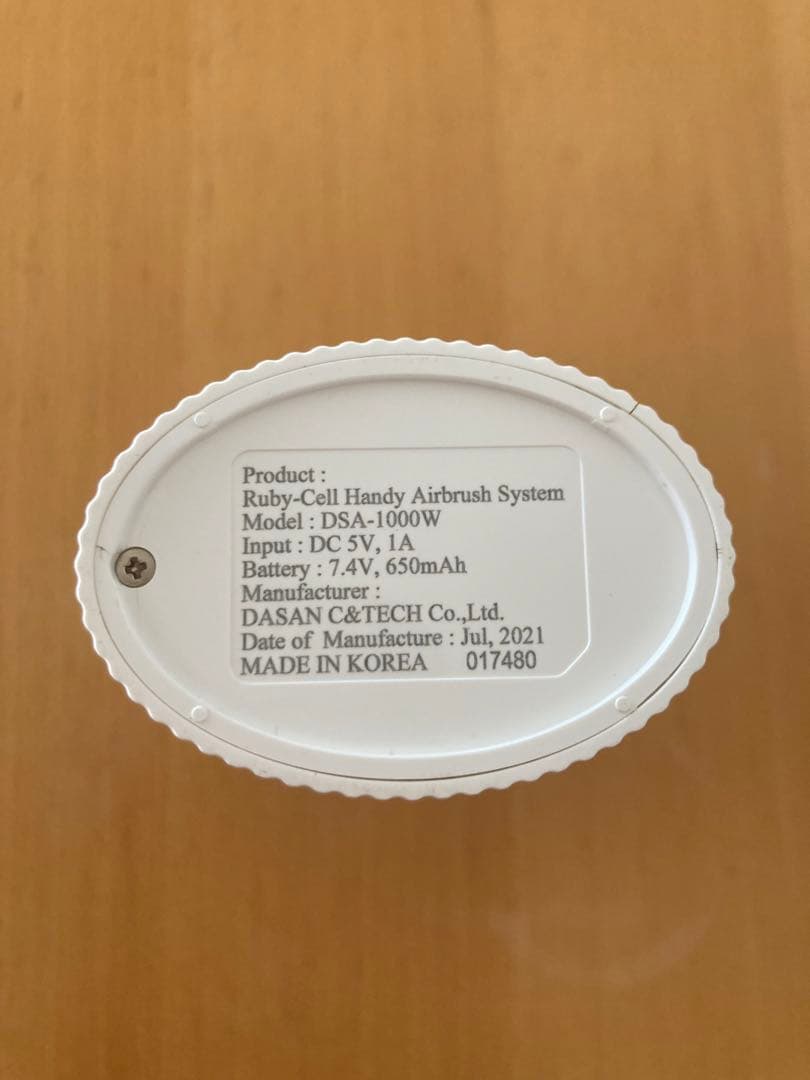 Product :
Ruby-Cell Handy Airbrush System
Model : DSA-1000W
Input : DC 5V, 1A
Battery : 7.4V, 650mAh
Manufacturer :
DASAN C&TECH Co.,Ltd.
Date of Manufacture : Jul, 2021
MADE IN KOREA 017480